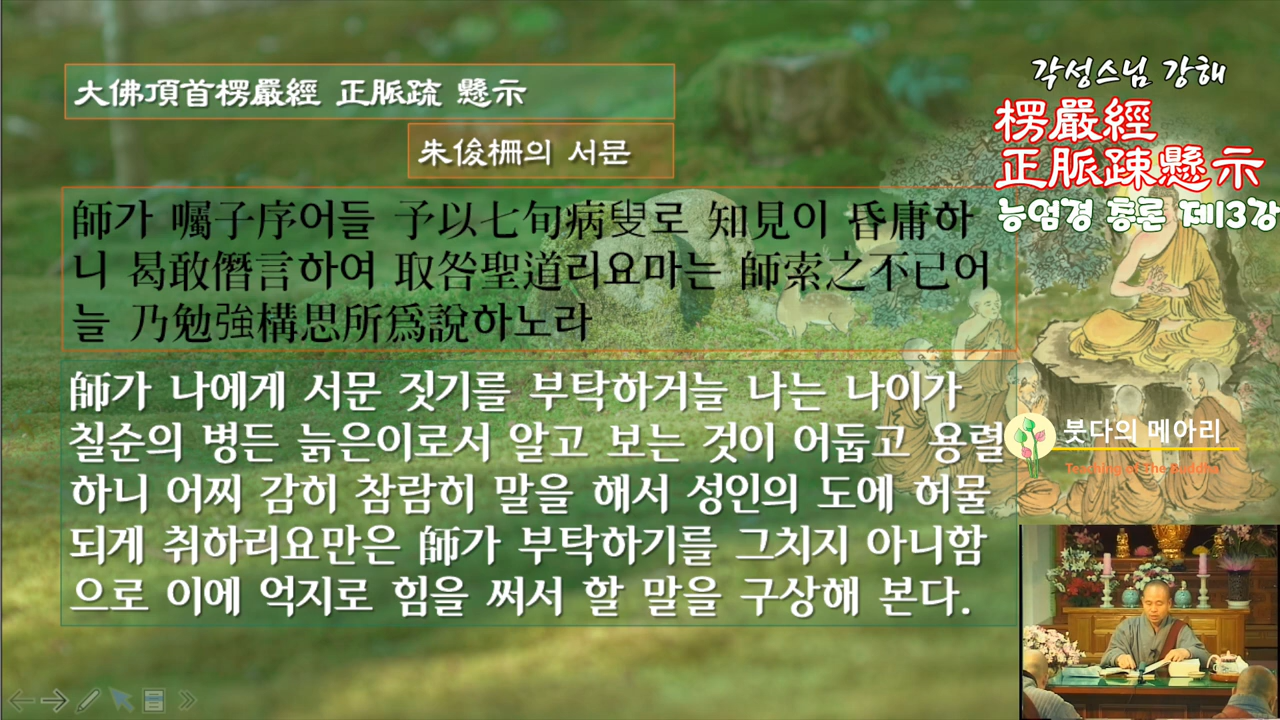 大佛頂首楞嚴經 正脈疏 懸示
朱俊柵의 서문
師가 囑子序어들 予以七旬病叟로 知見이 昏庸하
니 曷敢僭言하여 取咎聖道리요마는 師索之不已어
늘 乃勉強構思所爲說하노라
師가 나에게 서문 짓기를 부탁하거늘 나는 나이가
칠순의 병든 늙은이로서 알고 보는 것이 어둡고 용렬
하니 어찌 감히 참람히 말을 해서 성인의 도에 허물
되게 취하리요만은 師가 부탁하기를 그치지 아니함
으로 이에 억지로 힘을 써서 할 말을 구상해 본다.
각성스님 강해
楞嚴經
正脈疎懸示
능엄경 총론 제13강
붓다의 메아리
Teaching of The Buddha